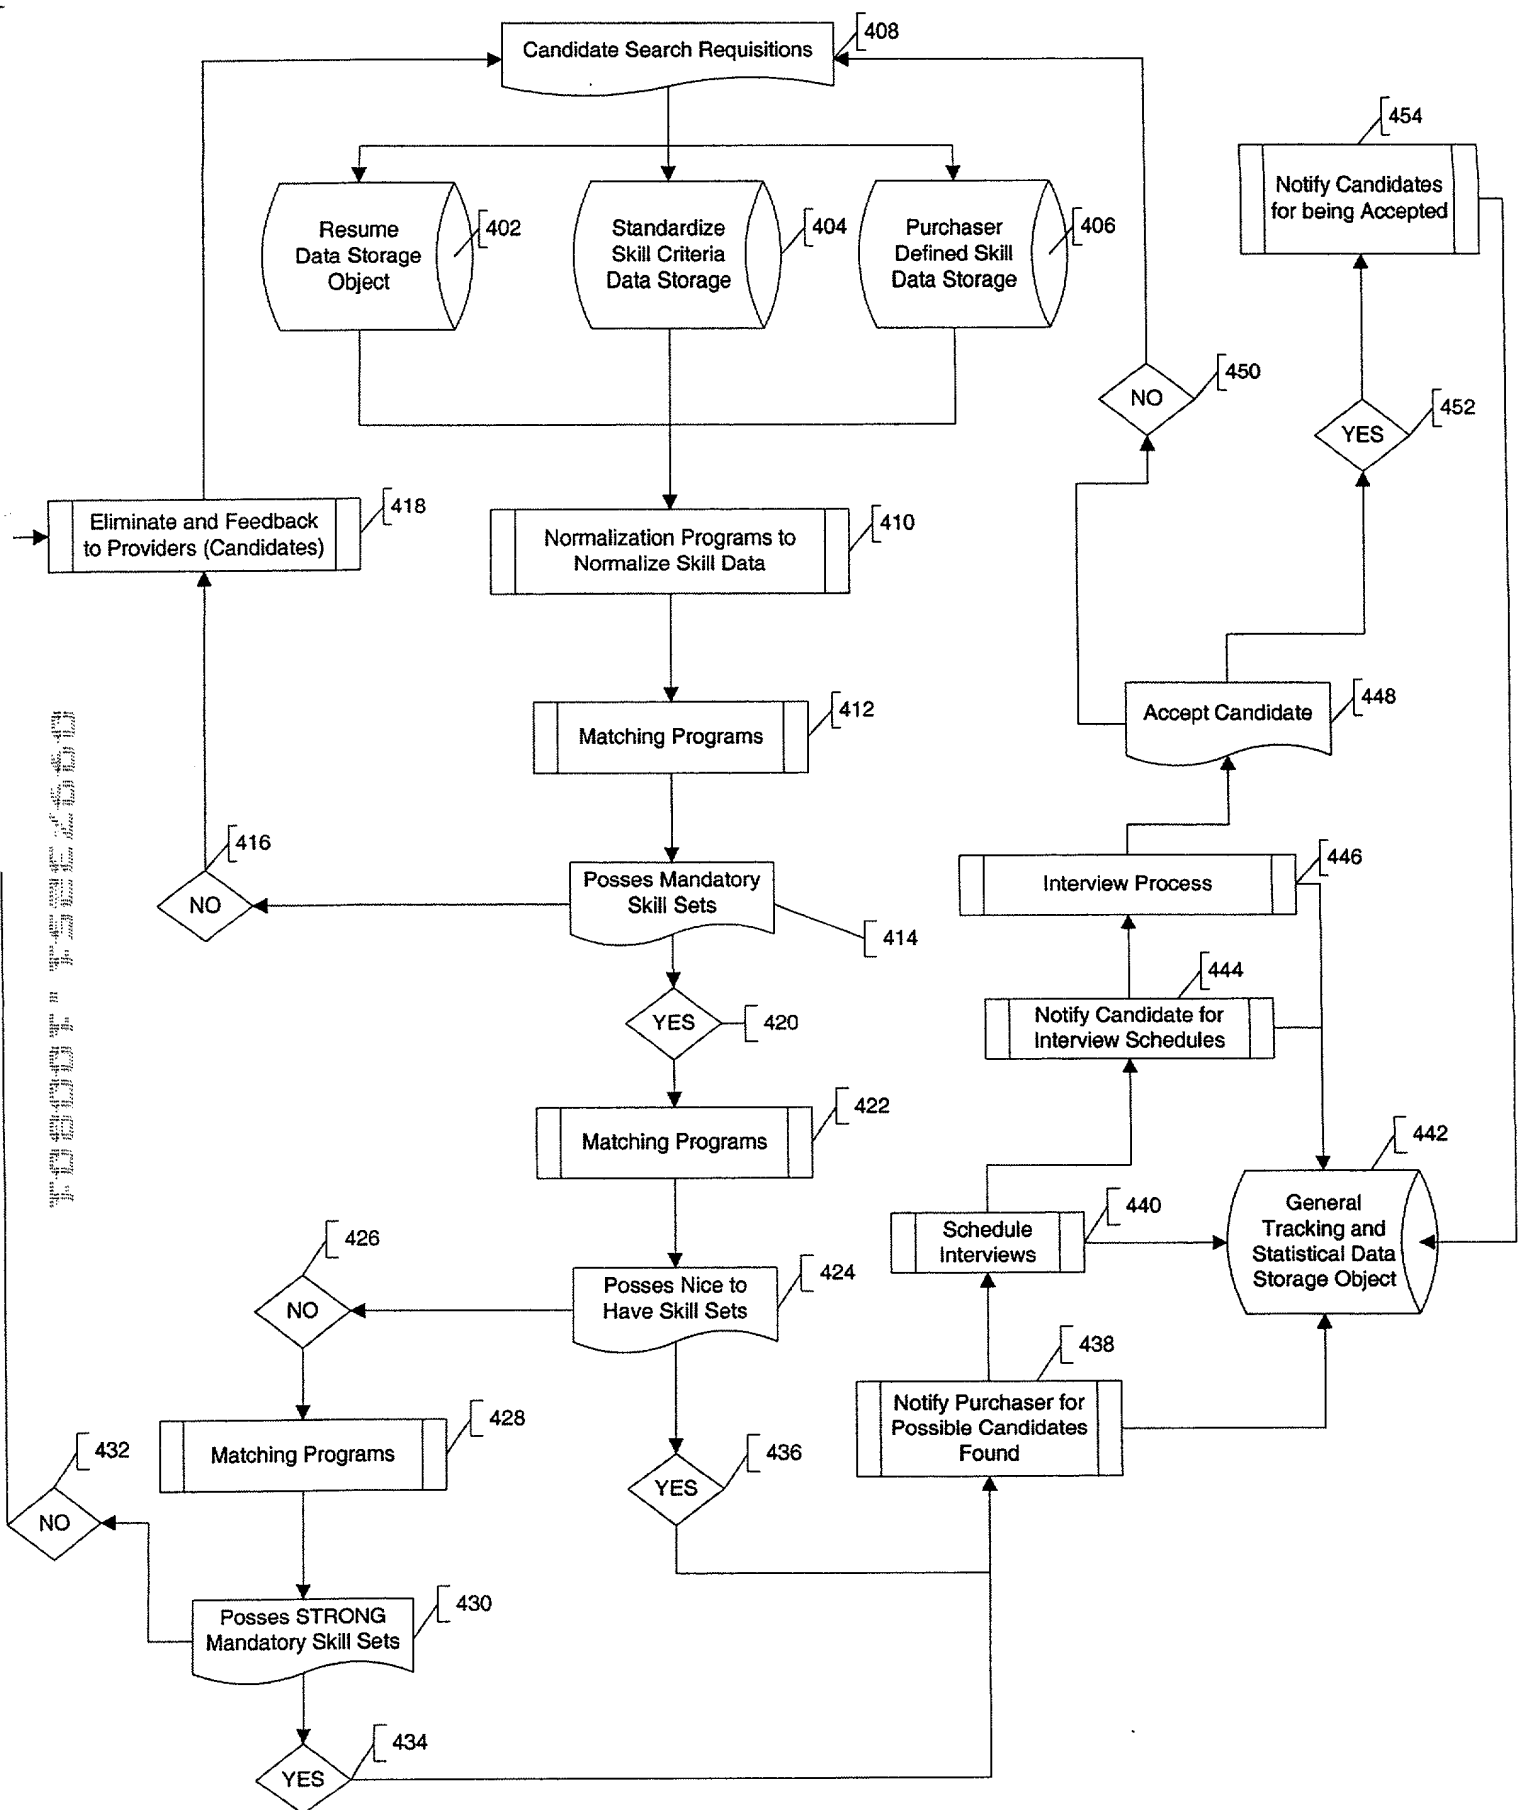 Candidate Search Requisitions
408
454
Notify Candidates
for being Accepted
Resume
Data Storage
Object
402
Standardize
Skill Criteria
Data Storage
404
Purchaser
Defined Skill
Data Storage
406
NO
450
YES
452
Eliminate and Feedback
to Providers (Candidates)
418
Normalization Programs to
Normalize Skill Data
410
Matching Programs
412
Accept Candidate
448
416
NO
Posses Mandatory
Skill Sets
414
Interview Process
446
444
Notify Candidate for
Interview Schedules
YES
420
Matching Programs
422
442
General
Tracking and
Statistical Data
Storage Object
Schedule
Interviews
440
426
NO
Posses Nice to
Have Skill Sets
424
438
Notify Purchaser for
Possible Candidates
Found
Matching Programs
428
432
NO
YES
436
Posses STRONG
Mandatory Skill Sets
430
YES
434